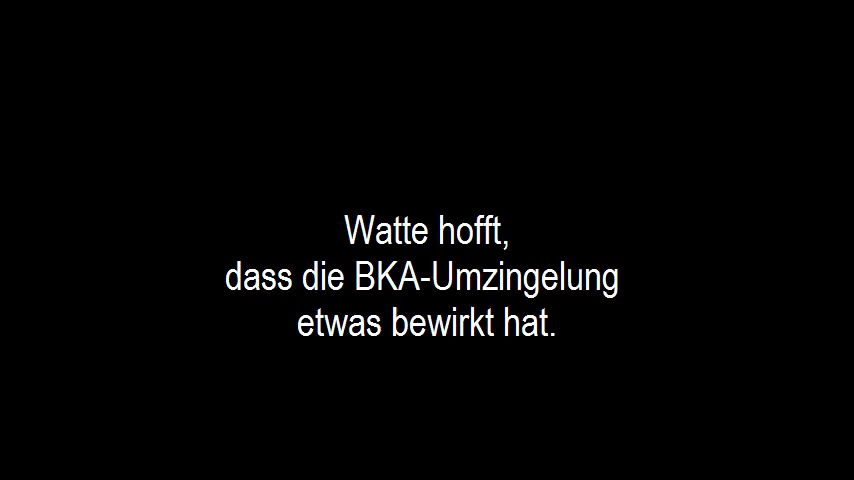 Watte hofft,
dass die BKA-Umzingelung
etwas bewirkt hat.